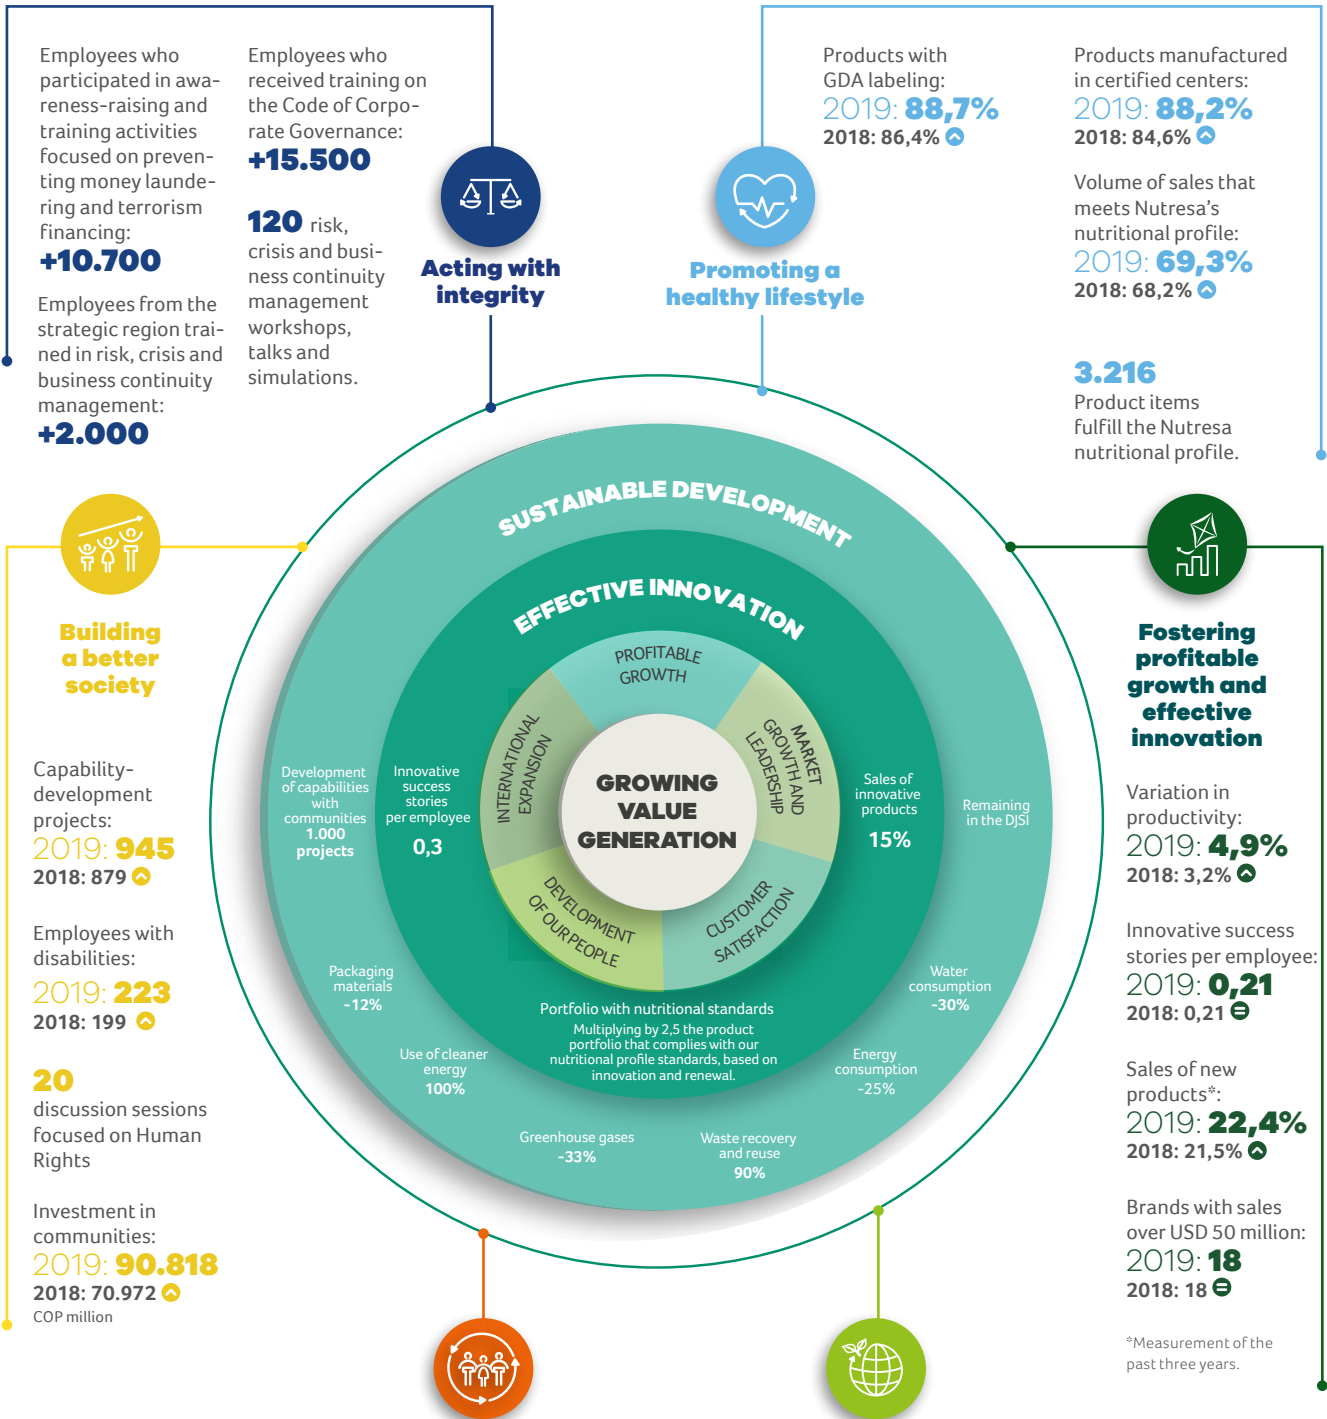 Employees who
participated in awa-
reness-raising and
training activities
focused on preven-
ting money launde-
ring and terrorism
financing:
+10.700
Employees from the
strategic region trai-
ned in risk, crisis and
business continuity
management:
+2.000
Employees who
received training on
the Code of Corpo-
rate Governance:
+15.500
120 risk,
crisis and busi-
ness continuity
management
workshops,
talks and
simulations.
Acting with
integrity
Promoting a
healthy lifestyle
Products with
GDA labeling:
2019: 88,7%
2018: 86,4%
Products manufactured
in certified centers:
2019: 88,2%
2018: 84,6%
Volume of sales that
meets Nutresa’s
nutritional profile:
2019: 69,3%
2018: 68,2%
3.216
Product items
fulfill the Nutresa
nutritional profile.
Building
a better
society
Capability-
development
projects:
2019: 945
2018: 879
Employees with
disabilities:
2019: 223
2018: 199
20
discussion sessions
focused on Human
Rights
Investment in
communities:
2019: 90.818
2018: 70.972
COP million
SUSTAINABLE DEVELOPMENT
EFFECTIVE INNOVATION
PROFITABLE
GROWTH
MARKET
GROWTH AND
LEADERSHIP
CUSTOMER
SATISFACTION
DEVELOPMENT
OF OUR PEOPLE
INTERNATIONAL
EXPANSION
GROWING
VALUE
GENERATION
Development
of capabilities
with
communities
1.000
projects
Innovative
success
stories
per employee
0,3
Sales of
innovative
products
15%
Remaining
in the DJSI
Packaging
materials
-12%
Water
consumption
-30%
Portfolio with nutritional standards
Multiplying by 2,5 the product
portfolio that complies with our
nutritional profile standards, based on
innovation and renewal.
Use of cleaner
energy
100%
Energy
consumption
-25%
Greenhouse gases
-33%
Waste recovery
and reuse
90%
Fostering
profitable
growth and
effective
innovation
Variation in
productivity:
2019: 4,9%
2018: 3,2%
Innovative success
stories per employee:
2019: 0,21
2018: 0,21
Sales of new
products*:
2019: 22,4%
2018: 21,5%
Brands with sales
over USD 50 million:
2019: 18
2018: 18
*Measurement of the
past three years.